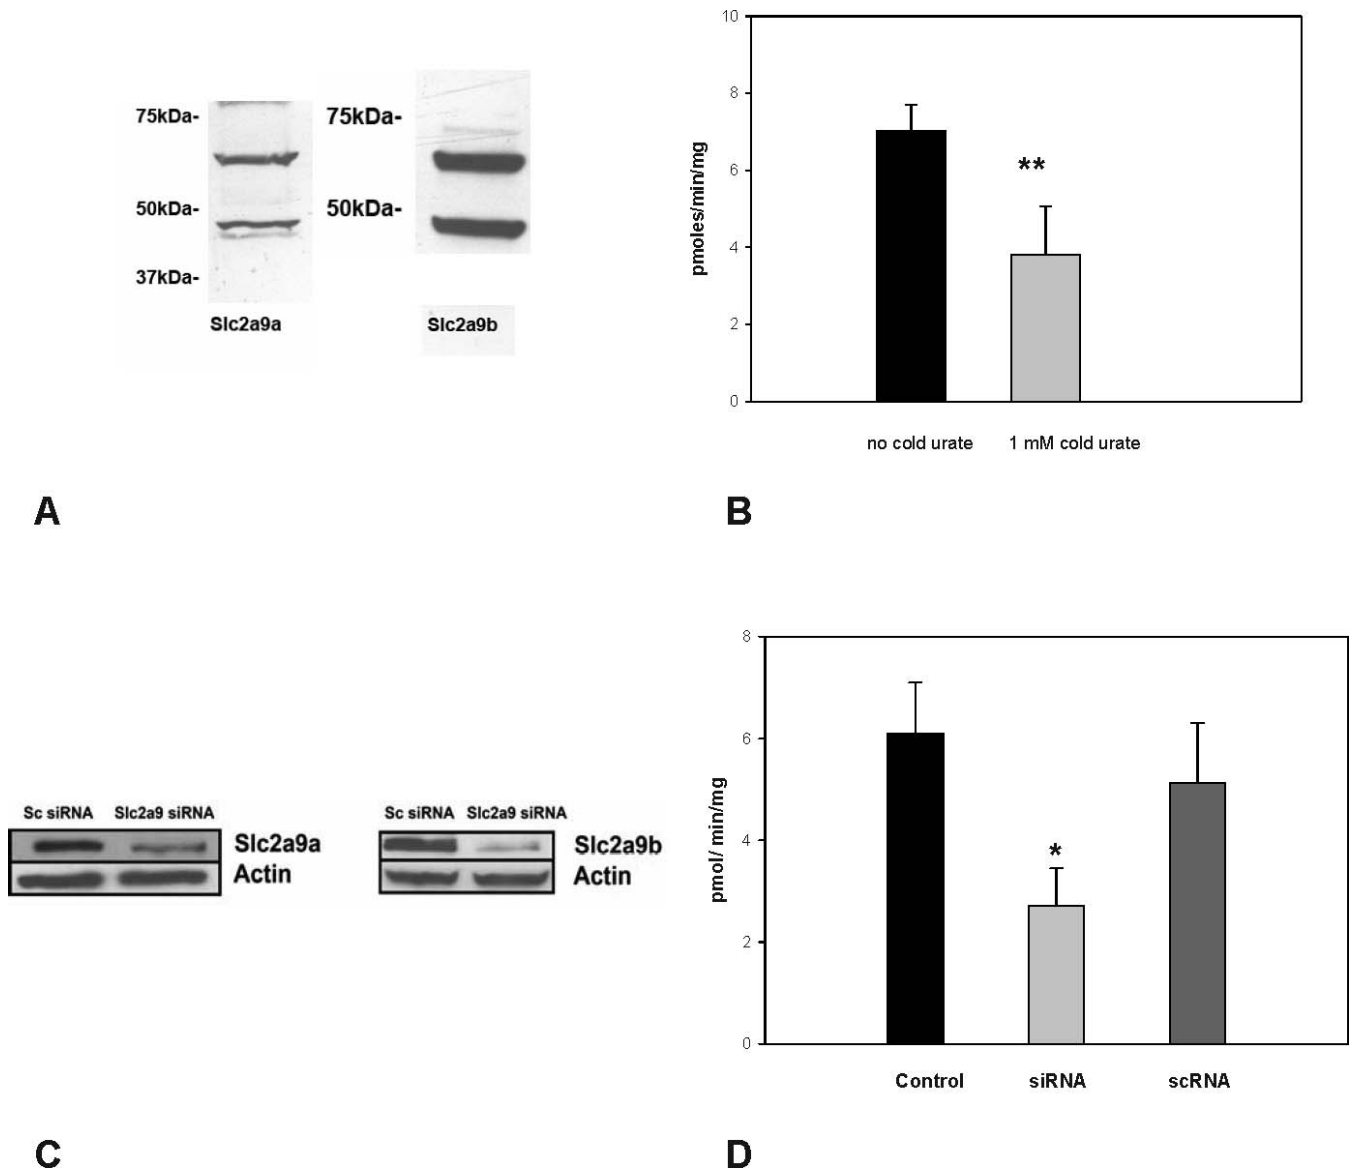 75kDa-
50kDa-
37kDa-
Slc2a9a
75kDa-
50kDa-
Slc2a9b
A
10
8
6
4
2
0
pmoles/min/mg
**
no cold urate 1 mM cold urate
B
Sc siRNA Slc2a9 siRNA
Slc2a9a
Actin
Sc siRNA Slc2a9 siRNA
Slc2a9b
Actin
C
8
6
4
2
0
pmol/ min/mg
*
Control siRNA scRNA
D